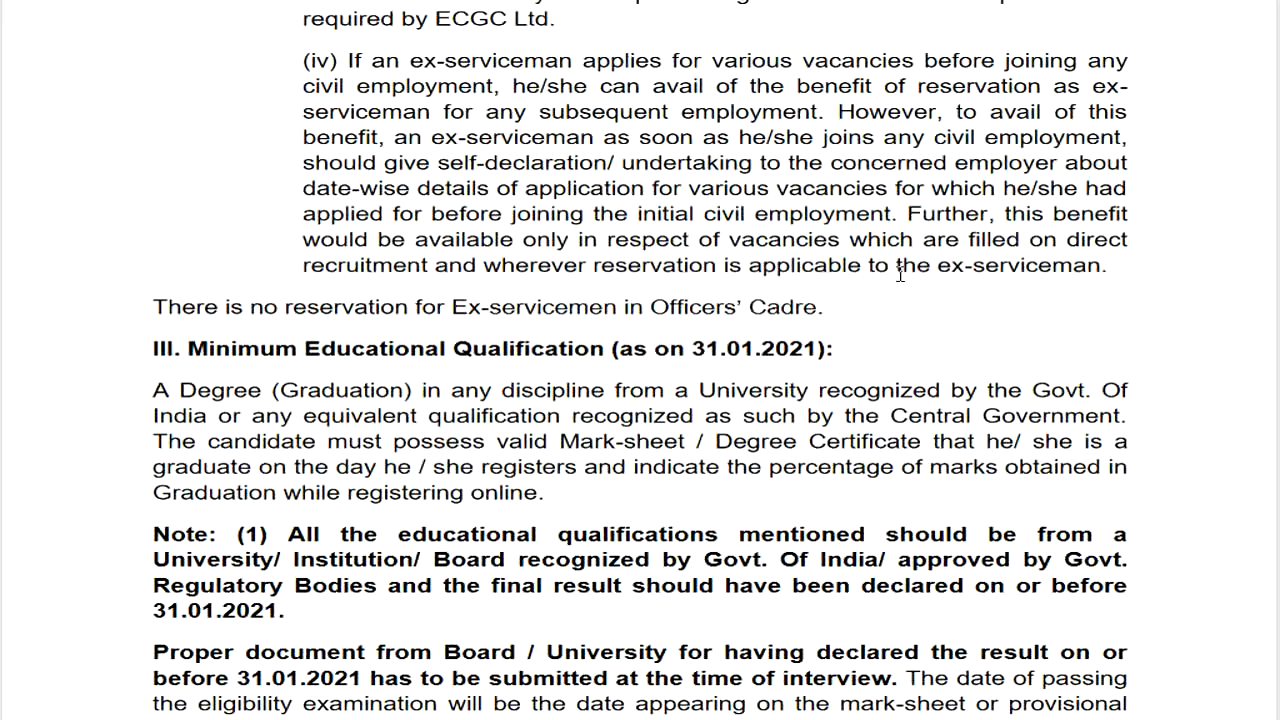 required by ECGC Ltd.
(iv) If an ex-serviceman applies for various vacancies before joining any
civil employment, he/she can avail of the benefit of reservation as ex-
serviceman for any subsequent employment. However, to avail of this
benefit, an ex-serviceman as soon as he/she joins any civil employment,
should give self-declaration/ undertaking to the concerned employer about
date-wise details of application for various vacancies for which he/she had
applied for before joining the initial civil employment. Further, this benefit
would be available only in respect of vacancies which are filled on direct
recruitment and wherever reservation is applicable to the ex-serviceman.
There is no reservation for Ex-servicemen in Officers’ Cadre.
III. Minimum Educational Qualification (as on 31.01.2021):
A Degree (Graduation) in any discipline from a University recognized by the Govt. Of
India or any equivalent qualification recognized as such by the Central Government.
The candidate must possess valid Mark-sheet / Degree Certificate that he/ she is a
graduate on the day he / she registers and indicate the percentage of marks obtained in
Graduation while registering online.
Note: (1) All the educational qualifications mentioned should be from a
University/ Institution/ Board recognized by Govt. Of India/ approved by Govt.
Regulatory Bodies and the final result should have been declared on or before
31.01.2021.
Proper document from Board / University for having declared the result on or
before 31.01.2021 has to be submitted at the time of interview. The date of passing
the eligibility examination will be the date appearing on the mark-sheet or provisional